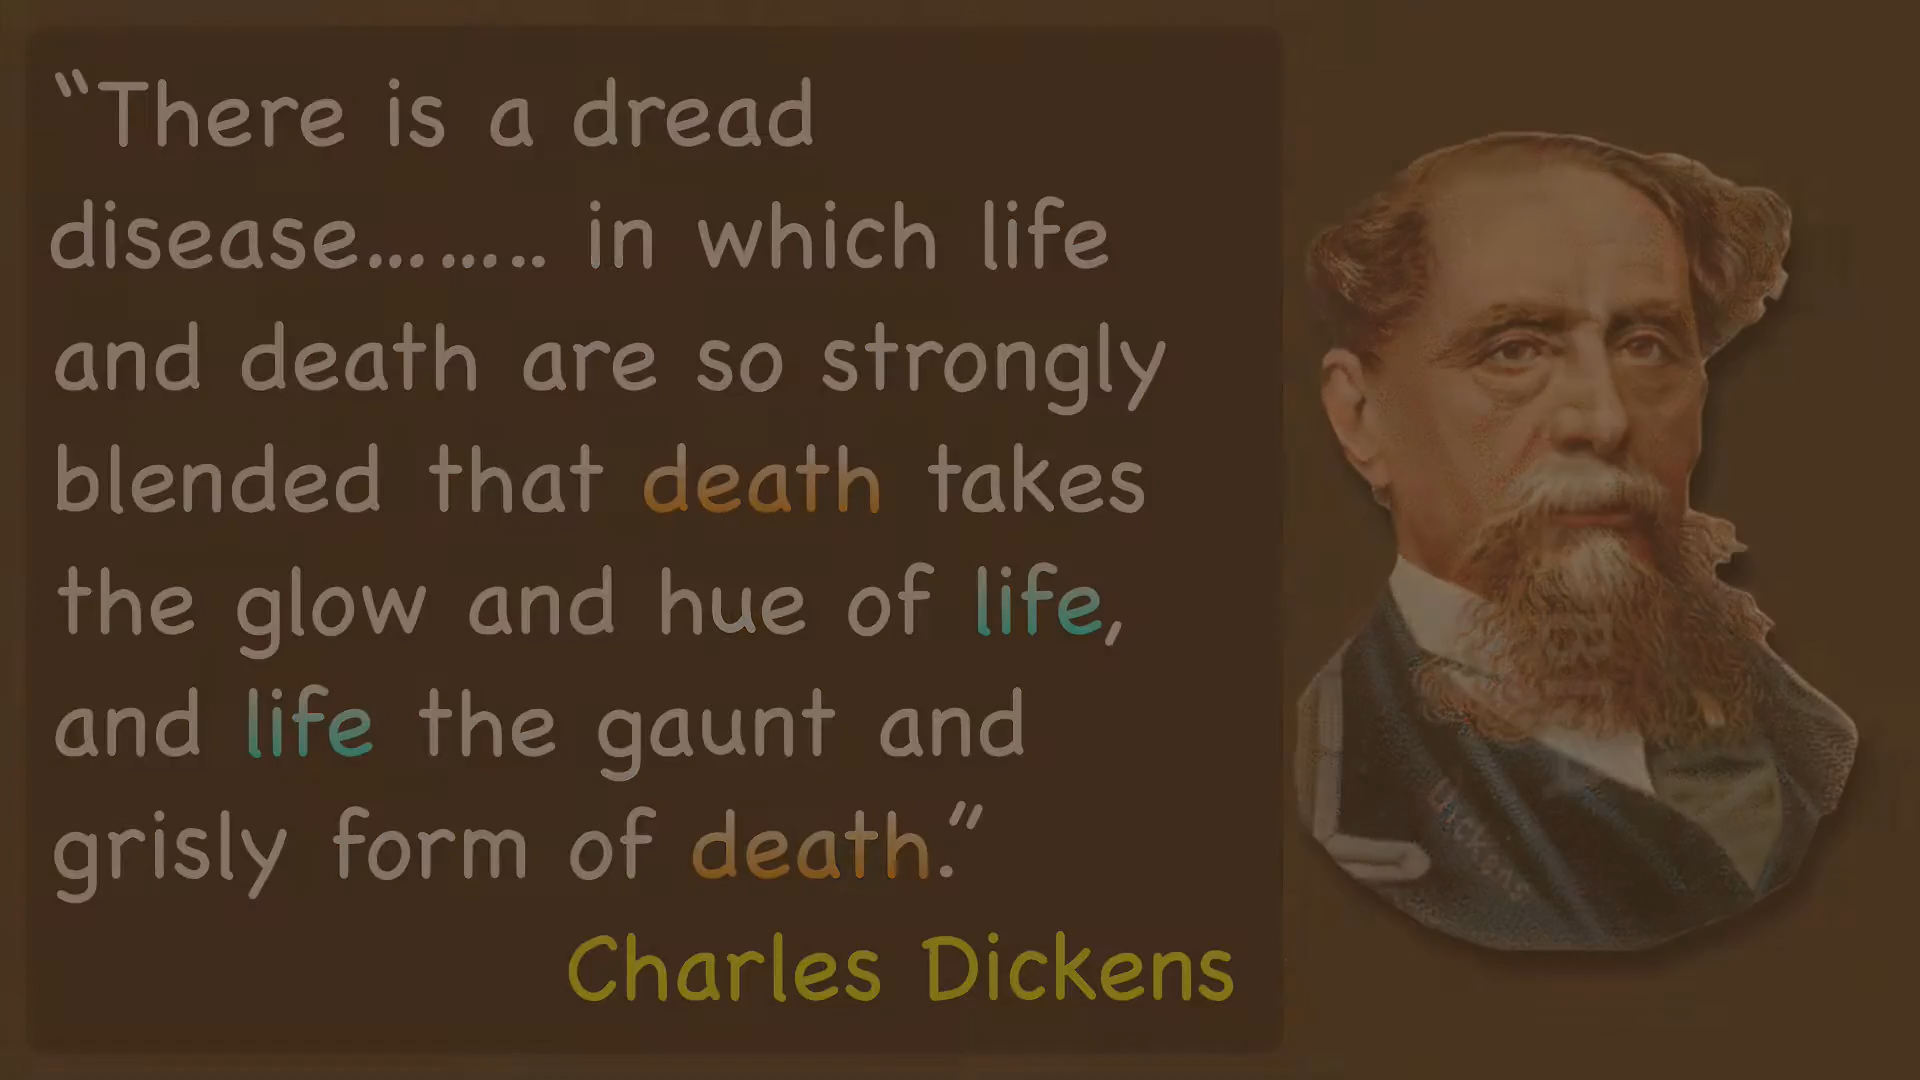 “There is a dread
disease……… in which life
and death are so strongly
blended that death takes
the glow and hue of life,
and life the gaunt and
grisly form of death.”
Charles Dickens